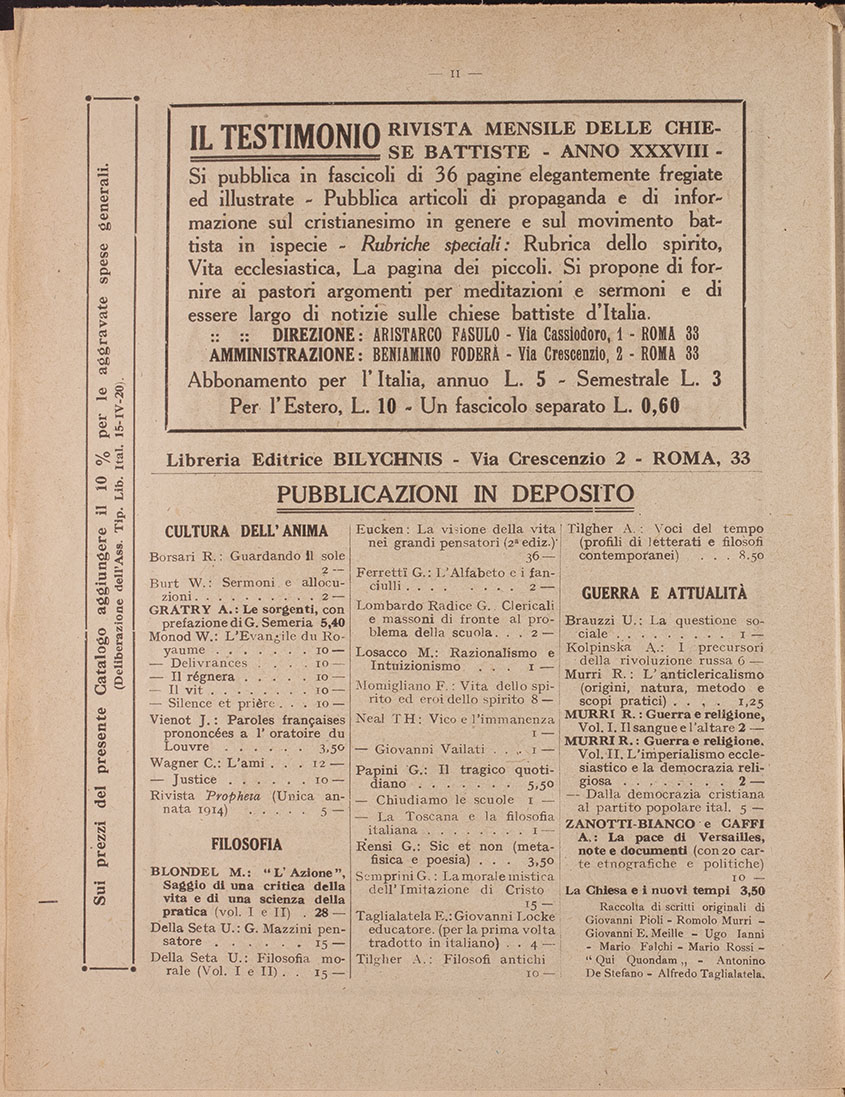 — II —
Sui prezzi del presente Catalogo aggiungere il 10 % per le aggravate spese generali.
(Deliberazione dell'Ass. Tip. Lib. Ital. 15-IV-20).
IL TESTIMONIO RIVISTA MENSILE DELLE CHIE-
SE BATTISTE - ANNO XXXVIII -
Si pubblica in fascicoli di 36 pagine elegantemente fregiate
ed illustrate - Pubblica articoli di propaganda e di infor-
mazione sul cristianesimo in genere e sul movimento bat-
tista in ispecie - Rubriche speciali: Rubrica dello spirito,
Vita ecclesiastica, La pagina dei piccoli. Si propone di for-
nire ai pastori argomenti per meditazioni e sermoni e di
essere largo di notizie sulle chiese battiste d'Italia.
:: :: DIREZIONE: ARISTARCO FASULO - Via Cassiodoro, 1 - ROMA 33
AMMINISTRAZIONE: BENIAMINO FODERÀ - Via Crescenzio, 2 - ROMA 33
Abbonamento per l'Italia, annuo L. 5 - Semestrale L. 3
Per l'Estero, L. 10 - Un fascicolo separato L. 0,60
Libreria Editrice BILYCHNIS - Via Crescenzio 2 - ROMA, 33
PUBBLICAZIONI IN DEPOSITO
CULTURA DELL'ANIMA
Borsari R.: Guardando il sole
2 —
Burt W.: Sermoni e allocu-
zioni. . . . . . . . . 2 —
GRATRY A.: Le sorgenti, con
prefazione di G. Semeria 5,40
Monod W.: L'Evangile du Ro-
yaume . . . . . . . 10 —
— Delivrances . . . . 10 —
— Il régnera . . . . . 10 —
— Il vit . . . . . . . . 10 —
— Silence et prière . . . 10 —
Vienot J.: Paroles françaises
prononcées a l'oratoire du
Louvre . . . . . . 3,50
Wagner C.: L'ami . . . 12 —
— Justice . . . . . . 10 —
Rivista Propheta (Unica an-
nata 1914) . . . . . 5 —
FILOSOFIA
BLONDEL M.: "L'Azione",
Saggio di una critica della
vita e di una scienza della
pratica (vol. I e II) . 28 —
Della Seta U.: G. Mazzini pen-
satore . . . . . . 15 —
Della Seta U.: Filosofia mo-
rale (Vol. I e II) . . 15 —
Eucken: La visione della vita
nei grandi pensatori (2ª ediz.)
36 —
Ferretti G.: L'Alfabeto e i fan-
ciulli . . . . . . . 2 —
Lombardo Radice G. Clericali
e massoni di fronte al pro-
blema della scuola. . . 2 —
Losacco M.: Razionalismo e
Intuizionismo . . . 1 —
Momigliano F.: Vita dello spi-
rito ed eroi dello spirito 8 —
Neal TH: Vico e l'immanenza
1 —
— Giovanni Vailati . . . 1 —
Papini G.: Il tragico quoti-
diano . . . . . . . 5,50
— Chiudiamo le scuole 1 —
— La Toscana e la filosofia
italiana . . . . . . . . 1 —
Rensi G.: Sic et non (meta-
fisica e poesia) . . . 3,50
Semprini G.: La morale mistica
dell'Imitazione di Cristo
15 —
Taglialatela E.: Giovanni Locke
educatore. (per la prima volta
tradotto in italiano) . . 4 —
Tilgher A.: Filosofi antichi
10 —
Tilgher A.: Voci del tempo
(profili di letterati e filosofi
contemporanei) . . . 8.50
GUERRA E ATTUALITÀ
Brauzzi U.: La questione so-
ciale . . . . . . . . 1 —
Kolpinska A.: I precursori
della rivoluzione russa 6 —
Murri R.: L'anticlericalismo
(origini, natura, metodo e
scopi pratici) . . . . 1,25
MURRI R.: Guerra e religione,
Vol. I. Il sangue e l'altare 2 —
MURRI R.: Guerra e religione.
Vol. II. L'imperialismo eccle-
siastico e la democrazia reli-
giosa . . . . . . . . 2 —
— Dalla democrazia cristiana
al partito popolare ital. 5 —
ZANOTTI-BIANCO e CAFFI
A.: La pace di Versailles,
note e documenti (con 20 car-
te etnografiche e politiche)
10 —
La Chiesa e i nuovi tempi 3,50
Raccolta di scritti originali di
Giovanni Pioli - Romolo Murri -
Giovanni E. Meille - Ugo Ianni
- Mario Falchi - Mario Rossi -
" Qui Quondam „ - Antonino
De Stefano - Alfredo Taglialatela.